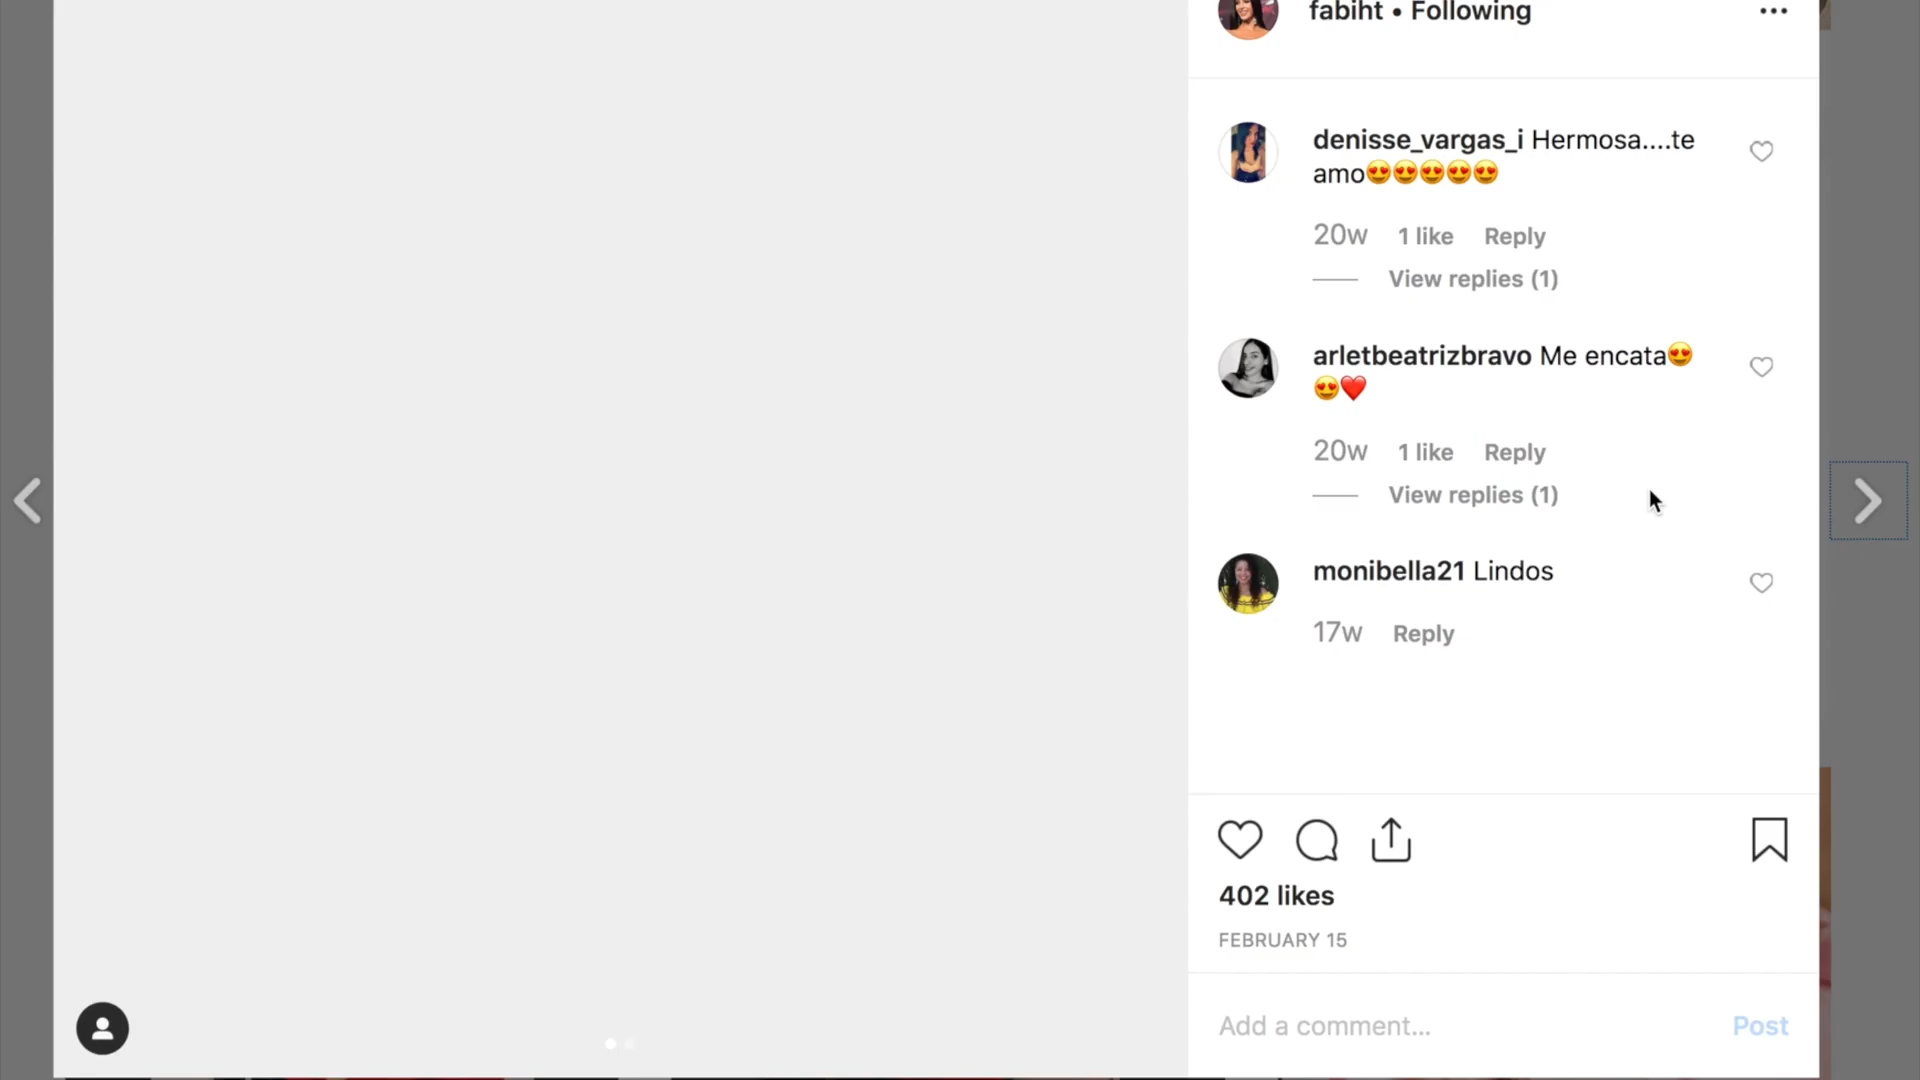 fabiht • Following
denisse_vargas_i Hermosa....te
amo😍😍😍😍😍
20w 1 like Reply
View replies (1)
arletbeatrizbravo Me encata😍
😍❤️
20w 1 like Reply
View replies (1)
monibella21 Lindos
17w Reply
402 likes
FEBRUARY 15
Add a comment... Post